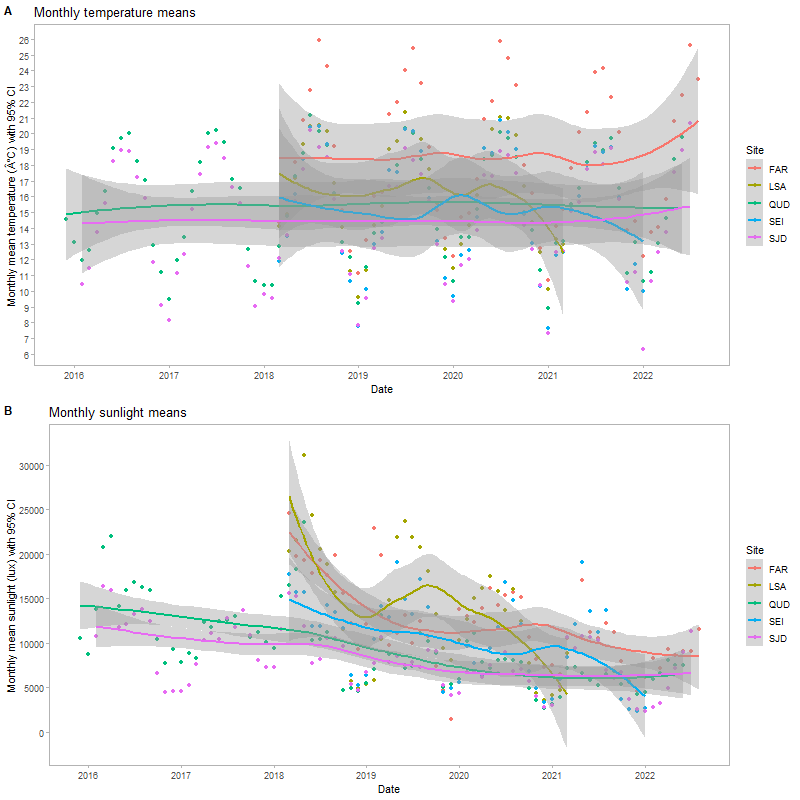 A
Monthly temperature means
Monthly mean temperature (Â°C) with 95% CI
26
25
24
23
22
21
20
19
18
17
16
15
14
13
12
11
10
9
8
7
6
2016 2017 2018 2019 2020 2021 2022
Date
Site
FAR
LSA
QUD
SEI
SJD
B
Monthly sunlight means
Monthly mean sunlight (lux) with 95% CI
30000
25000
20000
15000
10000
5000
0
2016 2017 2018 2019 2020 2021 2022
Date
Site
FAR
LSA
QUD
SEI
SJD